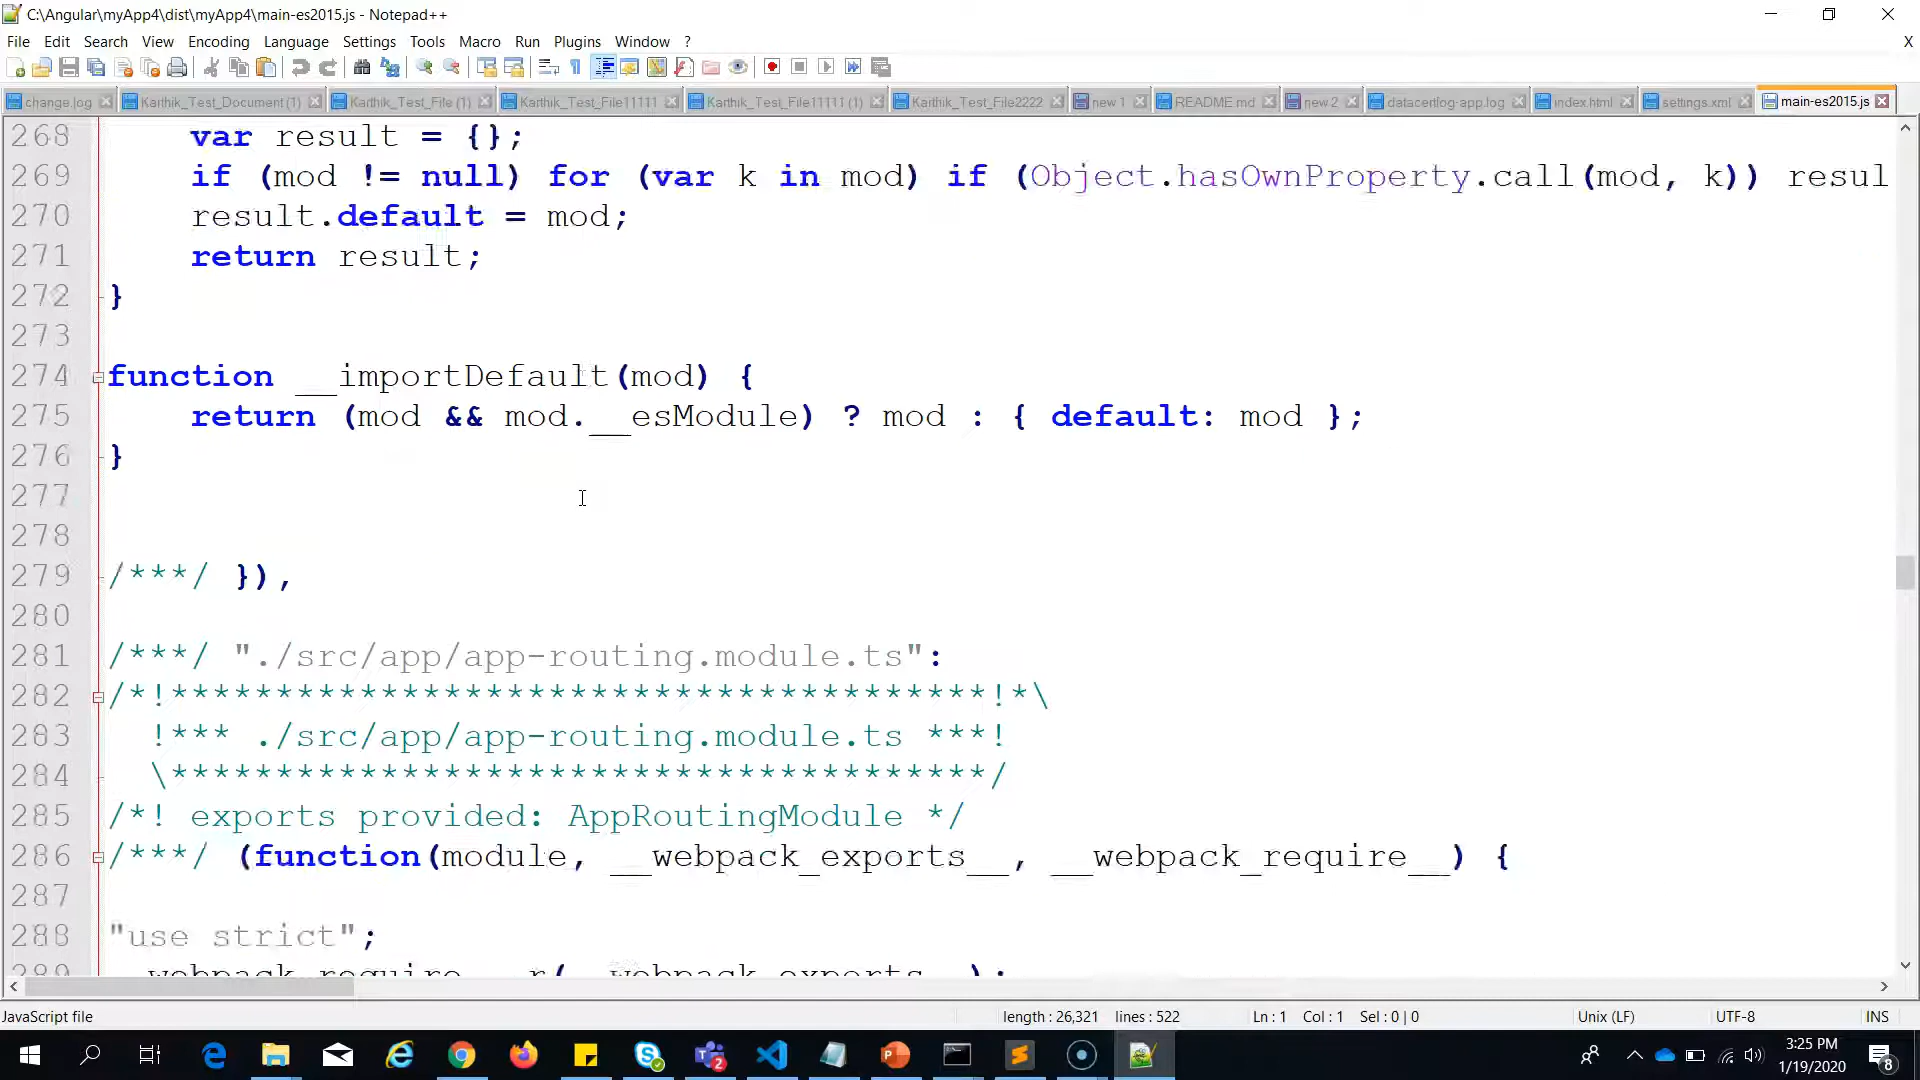 C:\Angular\myApp4\dist\myApp4\main-es2015.js - Notepad++
File Edit Search View Encoding Language Settings Tools Macro Run Plugins Window ? X
change.log Karthik_Test_Document (1) Karthik_Test_File (1) Karthik_Test_File11111 Karthik_Test_File11111 (1) Karthik_Test_File2222 new 1 README.md new 2 datacertlog-app.log index.html settings.xml main-es2015.js
268 var result = {};
269 if (mod != null) for (var k in mod) if (Object.hasOwnProperty.call(mod, k)) resul
270 result.default = mod;
271 return result;
272 }
273
274 function __importDefault(mod) {
275 return (mod && mod.__esModule) ? mod : { default: mod };
276 }
277
278
279 /***/ }),
280
281 /***/ "./src/app/app-routing.module.ts":
282 /*!***************************************!*\
283 !*** ./src/app/app-routing.module.ts ***!
284 \***************************************/
285 /*! exports provided: AppRoutingModule */
286 /***/ (function(module, __webpack_exports__, __webpack_require__) {
287
288 "use strict";
289 __webpack_require__.r(__webpack_exports__);
JavaScript file length : 26,321 lines : 522 Ln : 1 Col : 1 Sel : 0 | 0 Unix (LF) UTF-8 INS
2
3:25 PM
1/19/2020
8